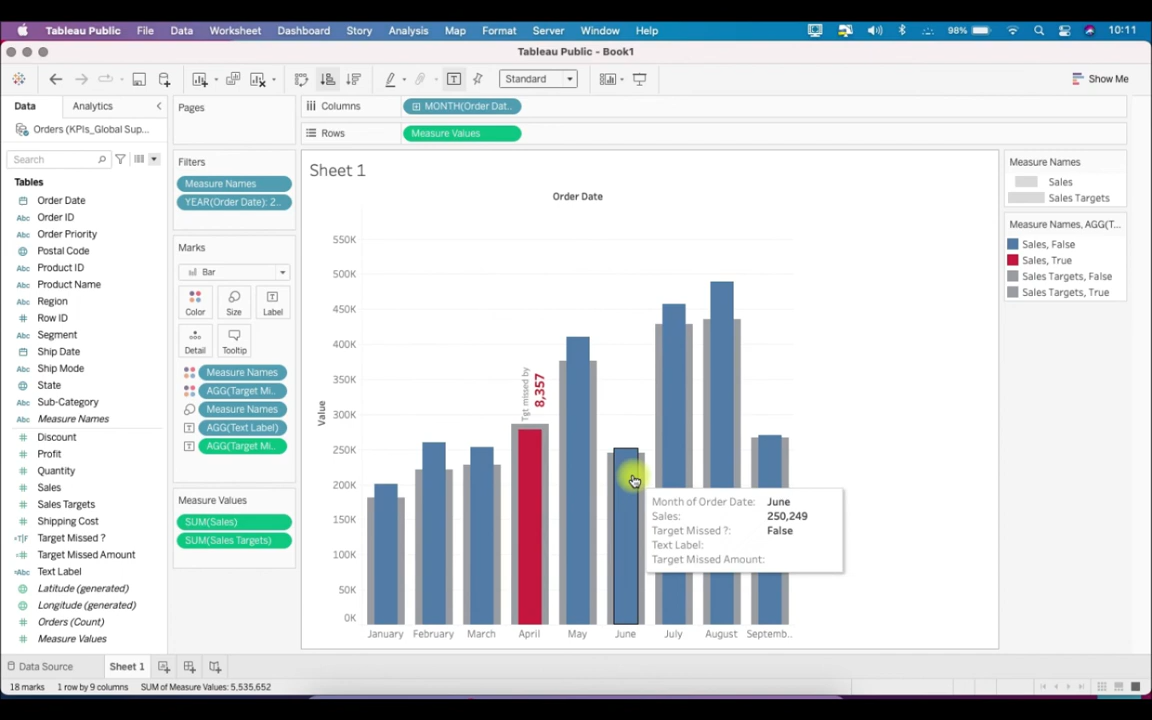 Tableau Public File Data Worksheet Dashboard Story Analysis Map Format Server Window Help 98% 10:11
Tableau Public - Book1
Standard Show Me
Data Analytics
Orders (KPIs_Global Sup...
Search
Tables
Order Date
Order ID
Order Priority
Postal Code
Product ID
Product Name
Region
Row ID
Segment
Ship Date
Ship Mode
State
Sub-Category
Measure Names
Discount
Profit
Quantity
Sales
Sales Targets
Shipping Cost
Target Missed ?
Target Missed Amount
Text Label
Latitude (generated)
Longitude (generated)
Orders (Count)
Measure Values
Pages
Filters
Measure Names
YEAR(Order Date): 2..
Marks
Bar
Color Size Label
Detail Tooltip
Measure Names
AGG(Target Mi..
Measure Names
AGG(Text Label)
AGG(Target Mi..
Measure Values
SUM(Sales)
SUM(Sales Targets)
Columns MONTH(Order Dat..
Rows Measure Values
Sheet 1
Order Date
Value
550K
500K
450K
400K
350K
300K
250K
200K
150K
100K
50K
0K
Tgt missed by
8,357
January February March April May June July August Septemb..
Month of Order Date: June
Sales: 250,249
Target Missed ?: False
Text Label:
Target Missed Amount:
Measure Names
Sales
Sales Targets
Measure Names, AGG(T...
Sales, False
Sales, True
Sales Targets, False
Sales Targets, True
Data Source Sheet 1
18 marks 1 row by 9 columns SUM of Measure Values: 5,535,652